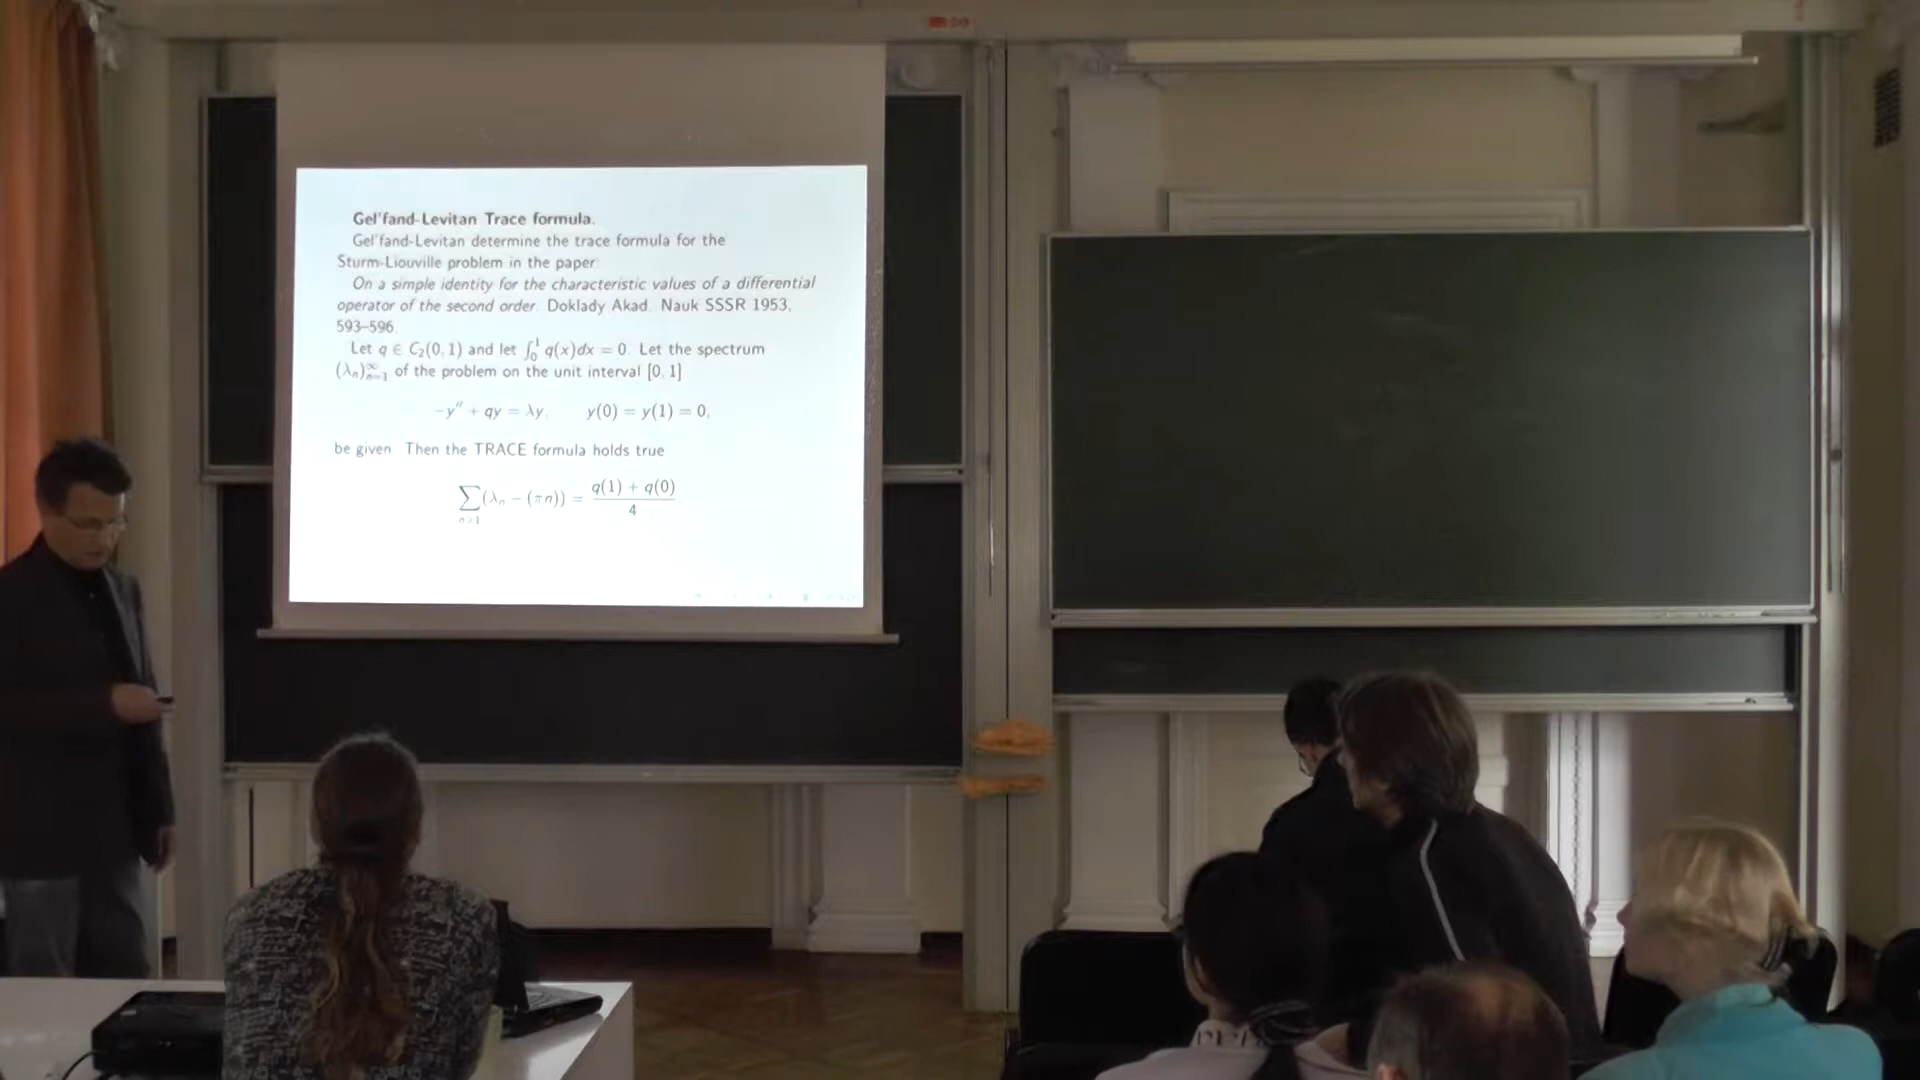 Gel'fand-Levitan Trace formula.
Gel'fand-Levitan determine the trace formula for the
Sturm-Liouville problem in the paper:
On a simple identity for the characteristic values of a differential
operator of the second order. Doklady Akad. Nauk SSSR 1953,
593–596.
Let q ∈ C₂(0, 1) and let ∫₀¹ q(x)dx = 0. Let the spectrum
(λₙ)ₙ₌₁^∞ of the problem on the unit interval [0, 1]
−y″ + qy = λy, y(0) = y(1) = 0,
be given. Then the TRACE formula holds true
∑ₙ≥₁(λₙ − (πn)) = (q(1) + q(0))/4